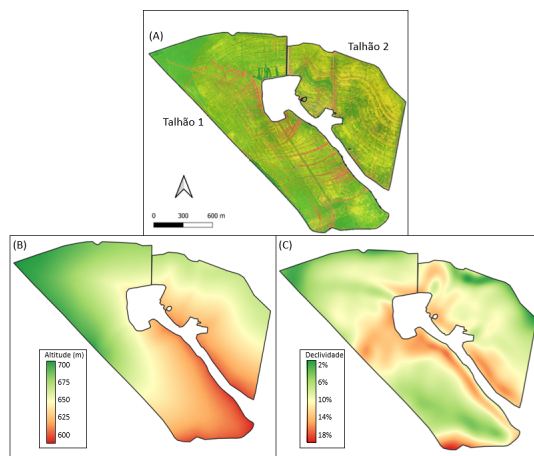 (A)
Talhão 2
Talhão 1
0 300 600 m
(B)
Altitude (m)
700
675
650
625
600
(C)
Declividade
2%
6%
10%
14%
18%